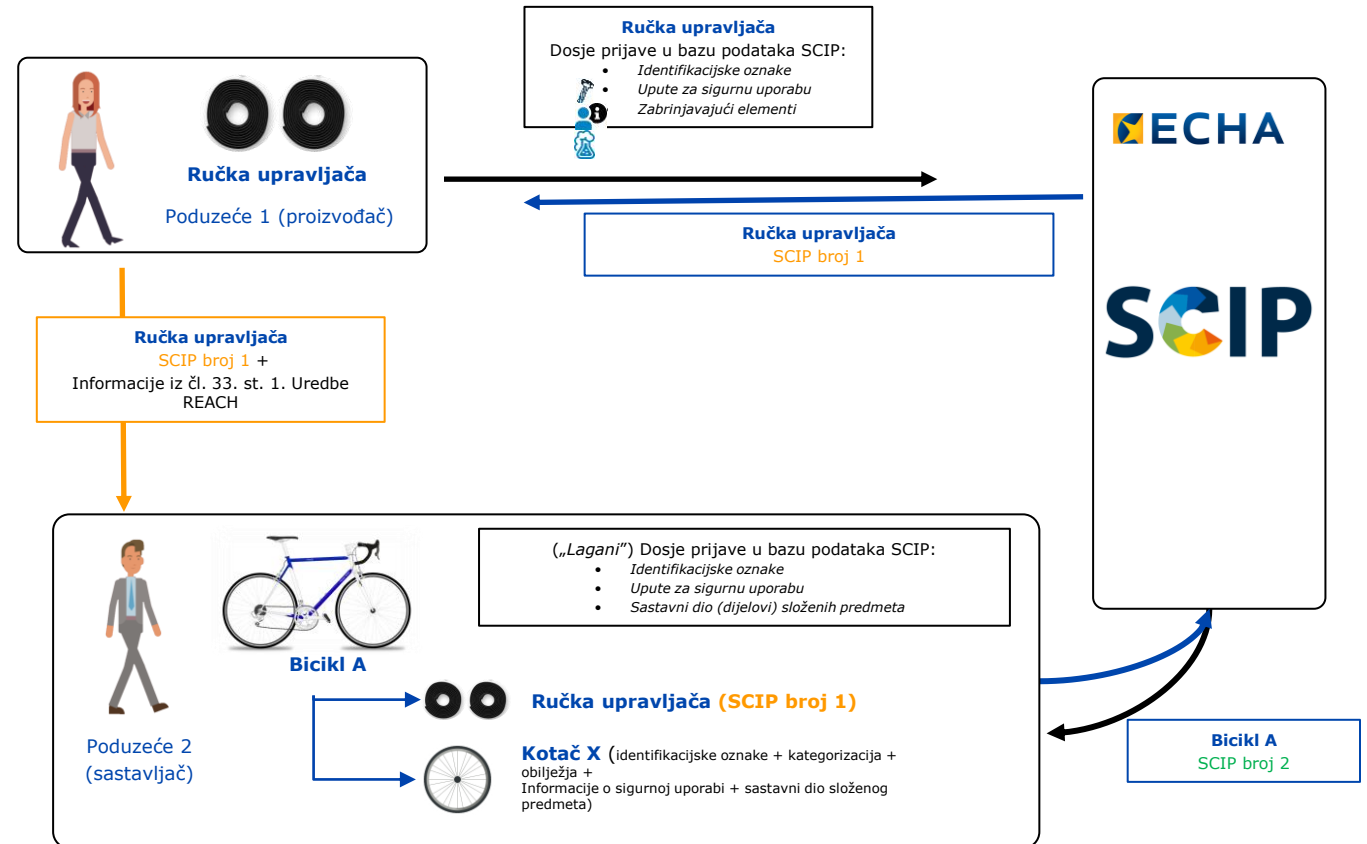 Ručka upravljača
Dosje prijave u bazu podataka SCIP:
• Identifikacijske oznake
• Upute za sigurnu uporabu
• Zabrinjavajući elementi
Ručka upravljača
Poduzeće 1 (proizvođač)
ECHA
SCIP
Ručka upravljača
SCIP broj 1
Ručka upravljača
SCIP broj 1 +
Informacije iz čl. 33. st. 1. Uredbe
REACH
(„Lagani”) Dosje prijave u bazu podataka SCIP:
• Identifikacijske oznake
• Upute za sigurnu uporabu
• Sastavni dio (dijelovi) složenih predmeta
Bicikl A
Ručka upravljača (SCIP broj 1)
Poduzeće 2
(sastavljač)
Kotač X (identifikacijske oznake + kategorizacija +
obilježja +
Informacije o sigurnoj uporabi + sastavni dio složenog
predmeta)
Bicikl A
SCIP broj 2